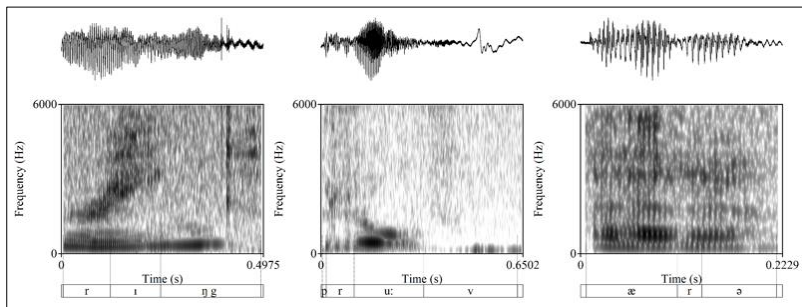 6000 6000 6000
Frequency (Hz) Frequency (Hz) Frequency (Hz)
0 0 0
0 0.4975 0 0.6502 0 0.2229
Time (s) Time (s) Time (s)
r ɪ ŋ g p r u: v æ r ə